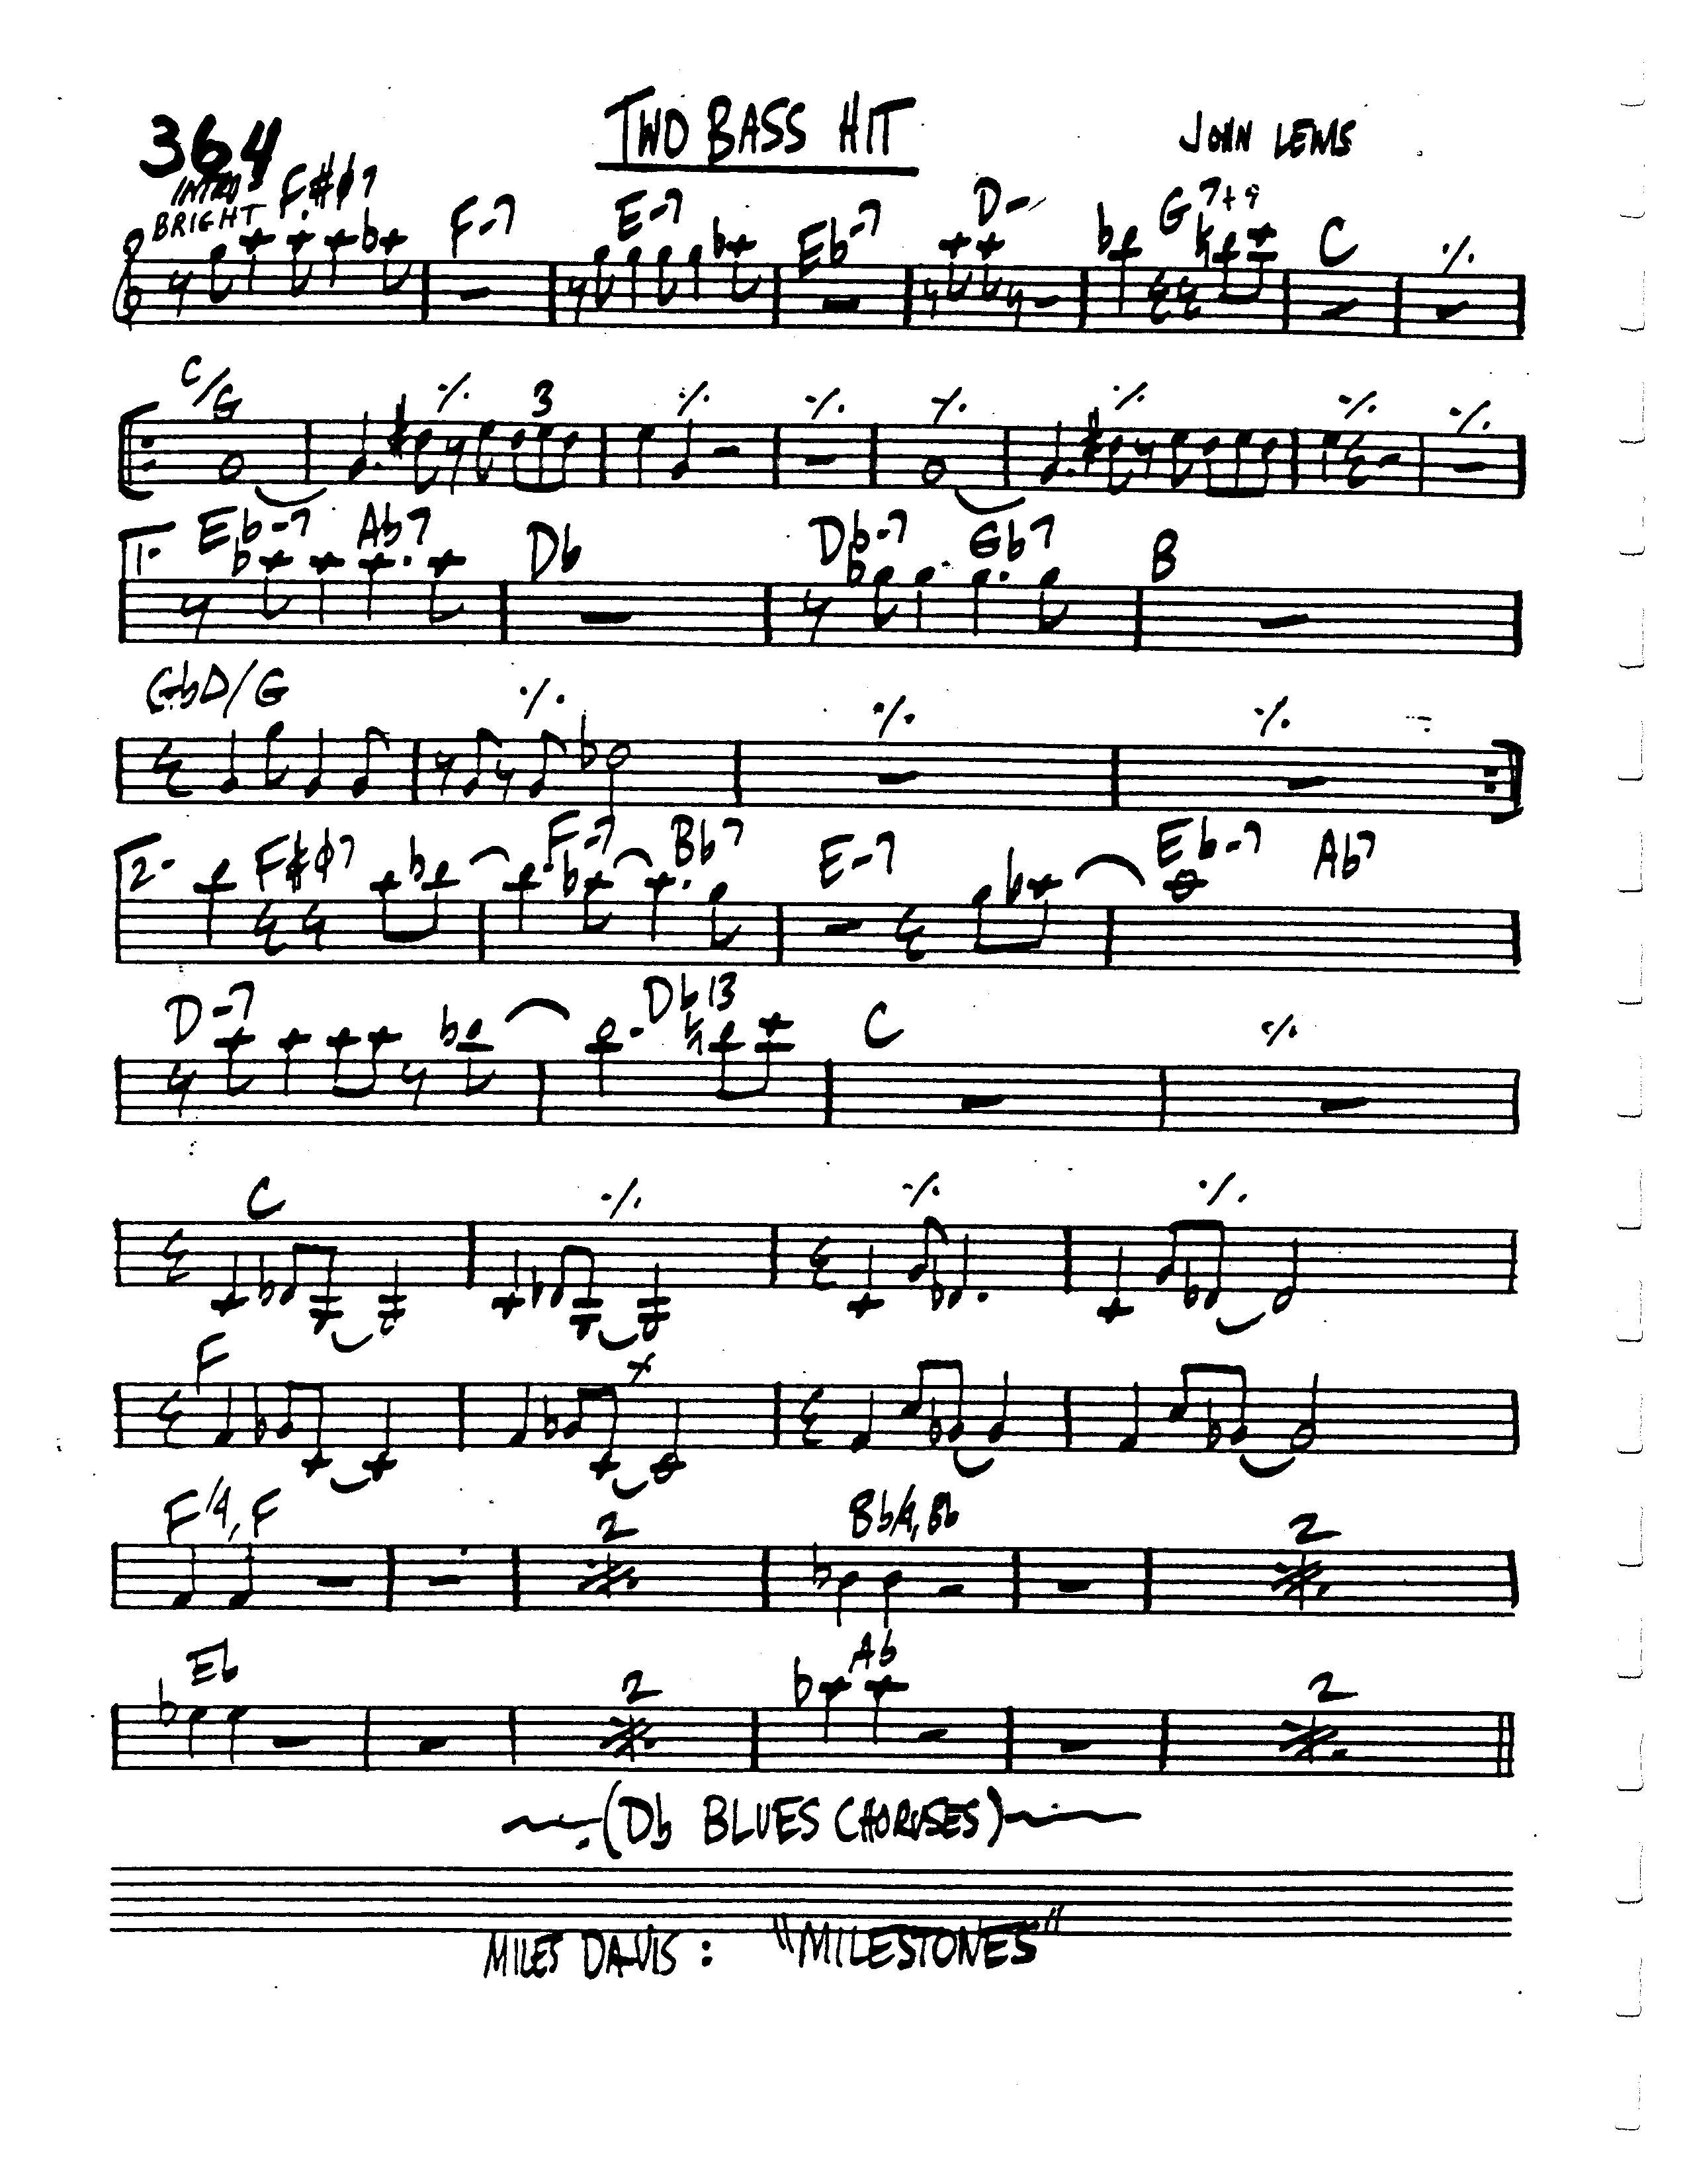 364
TWO BASS HIT
JOHN LEWIS
INTRO
BRIGHT
F#ø7 F-7 E-7 Eb-7 D- G7+9 C ٪
C/G ٪ 3 ٪ ٪ ٪ ٪ ٪ ٪
1. Eb-7 Ab7 Db Db-7 Gb7 B
GbD/G ٪ ٪ ٪
2. F#ø7 F-7 Bb7 E-7 Eb-7 Ab7
D-7 Db13 C ٪
C ٪ ٪ ٪
F ٪
F/A, F 2 Bb/A, Bb 2
Eb 2 Ab 2
(Db BLUES CHORUSES)
MILES DAVIS: "MILESTONES"